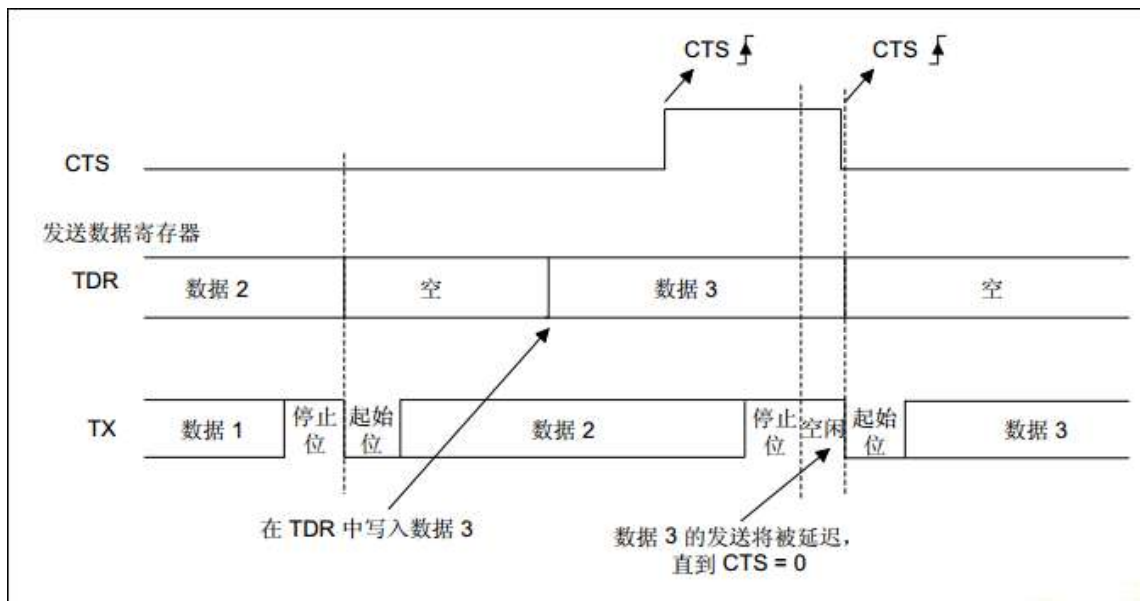 CTS CTS
CTS
发送数据寄存器
TDR 数据 2 空 数据 3 空
TX 数据 1 停止位 起始位 数据 2 停止位 空闲 起始位 数据 3
在 TDR 中写入数据 3
数据 3 的发送将被延迟，
直到 CTS = 0